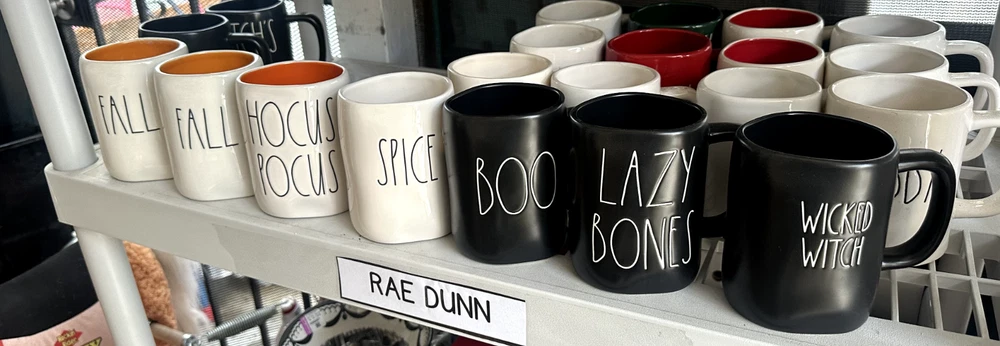 FALL
FALL
HOCUS
POCUS
SPICE
BOO
LAZY
BONES
WICKED
WITCH
RAE DUNN